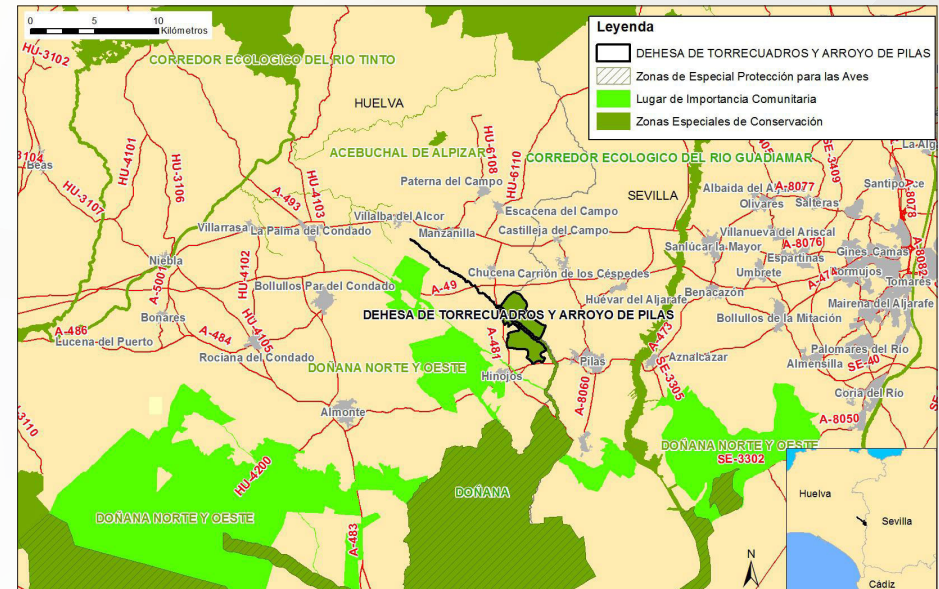 0 5 10
Kilómetros
Leyenda
DEHESA DE TORRECUADROS Y ARROYO DE PILAS
Zonas de Especial Protección para las Aves
Lugar de Importancia Comunitaria
Zonas Especiales de Conservación
HU-3102
CORREDOR ECOLOGICO DEL RIO TINTO
HUELVA
HU-4101
HU-3106
HU-6108
HU-6110
ACEBUCHAL DE ALPIZAR
CORREDOR ECOLOGICO DEL RIO GUADIAMAR
SE-3409
3104
Beas
HU-3107
A-493
HU-4103
Paterna del Campo
SEVILLA
Albaida del
A-8077
Santiponce
A-8078
Olivares
Salteras
Escacena del Campo
Villalba del Alcor
Villarrasa
La Palma del Condado
Manzanilla
Castilleja del Campo
Villanueva del Ariscal
Sanlúcar la Mayor
A-8076
Espartinas
Gines
Camas
A-8082
Niebla
A-5001
HU-4102
Chucena
Carrión de los Céspedes
Umbrete
A-474
Tomares
Bollullos Par del Condado
A-49
Huévar del Aljarafe
Benacazón
Mairena del Aljarafe
Bonares
DEHESA DE TORRECUADROS Y ARROYO DE PILAS
Bollullos de la Mitación
A-486
Lucena del Puerto
A-484
HU-4105
A-481
A-473
Rociana del Condado
Pilas
Aznalcázar
Palomares del Río
Almensilla
SE-40
DOÑANA NORTE Y OESTE
Hinojos
SE-3305
Coria del Río
A-8060
Almonte
A-8050
3110
DOÑANA NORTE Y OESTE
SE-3302
HU-4200
DOÑANA
Huelva
DOÑANA NORTE Y OESTE
A-483
Sevilla
N
Cádiz